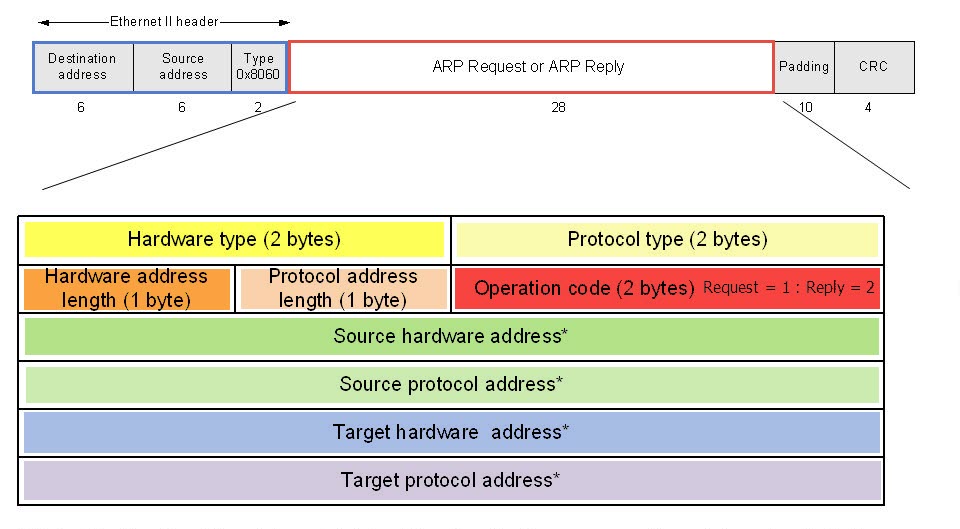 Ethernet II header
Destination
address
Source
address
Type
0x8060
ARP Request or ARP Reply
Padding
CRC
6
6
2
28
10
4
Hardware type (2 bytes)
Protocol type (2 bytes)
Hardware address
length (1 byte)
Protocol address
length (1 byte)
Operation code (2 bytes) Request = 1 : Reply = 2
Source hardware address*
Source protocol address*
Target hardware address*
Target protocol address*